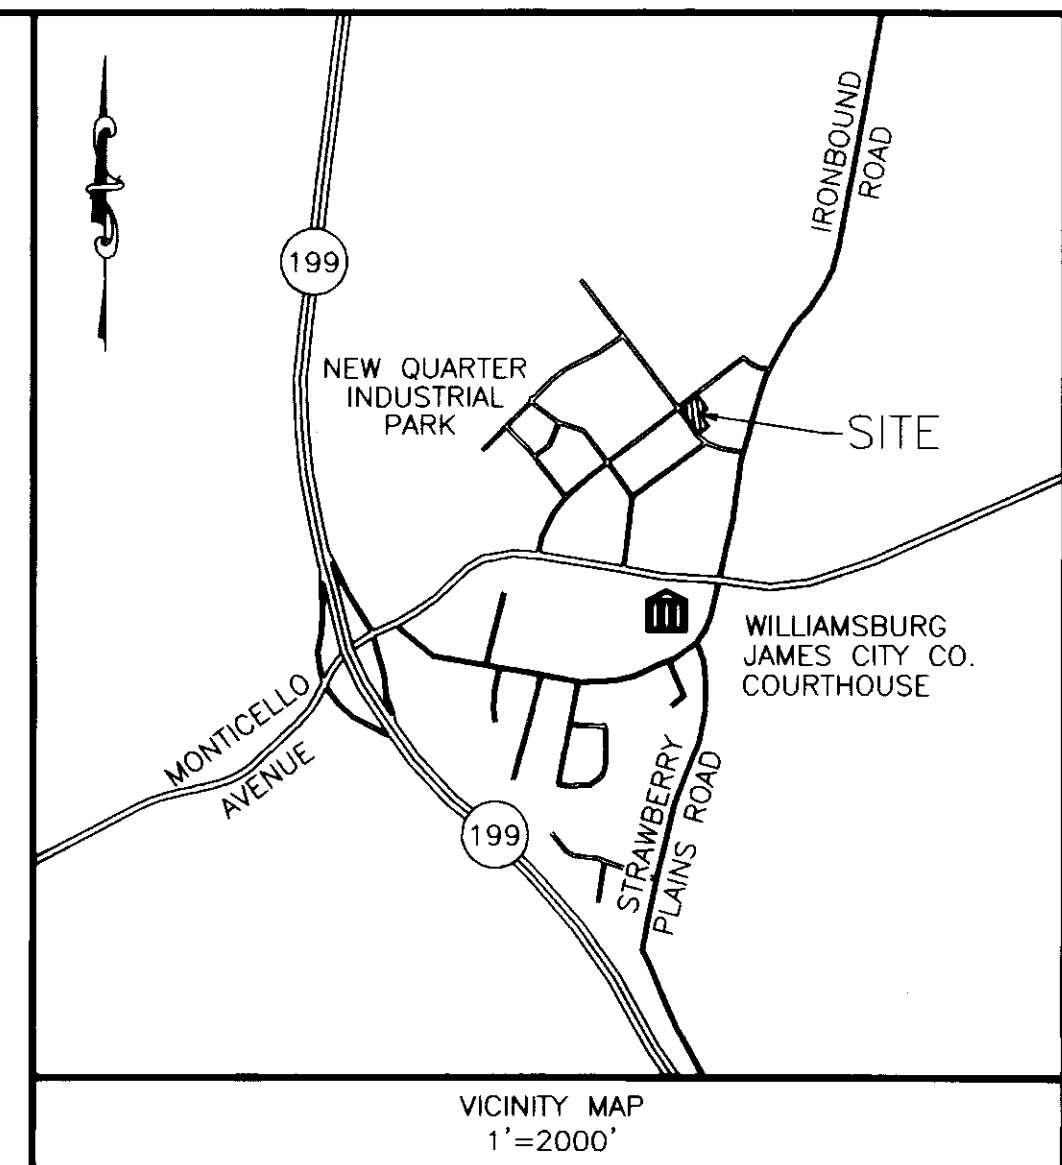 IRONBOUND
ROAD
199
NEW QUARTER
INDUSTRIAL
PARK
SITE
WILLIAMSBURG
JAMES CITY CO.
COURTHOUSE
MONTICELLO
AVENUE
199
STRAWBERRY
PLAINS ROAD
VICINITY MAP
1'=2000'